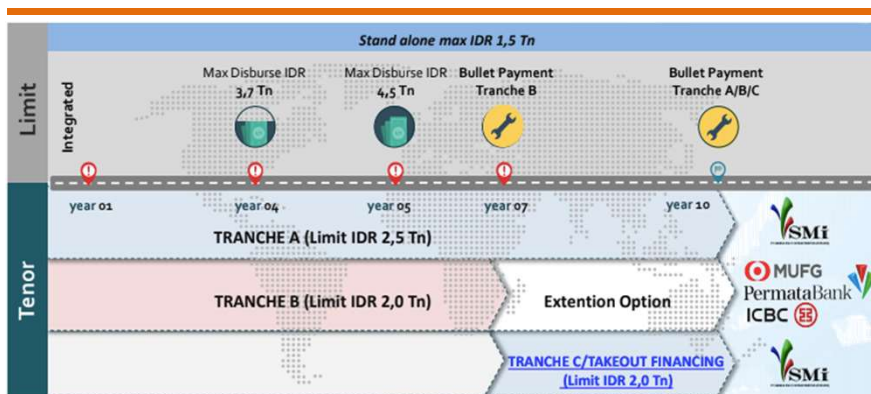 Stand alone max IDR 1,5 Tn
Limit
Integrated
Max Disburse IDR
3,7 Tn
Max Disburse IDR
4,5 Tn
Bullet Payment
Tranche B
Bullet Payment
Tranche A/B/C
year 01
year 04
year 05
year 07
year 10
Tenor
TRANCHE A (Limit IDR 2,5 Tn)
SMi
TRANCHE B (Limit IDR 2,0 Tn)
Extention Option
MUFG
PermataBank
ICBC
TRANCHE C/TAKEOUT FINANCING
(Limit IDR 2,0 Tn)
SMi